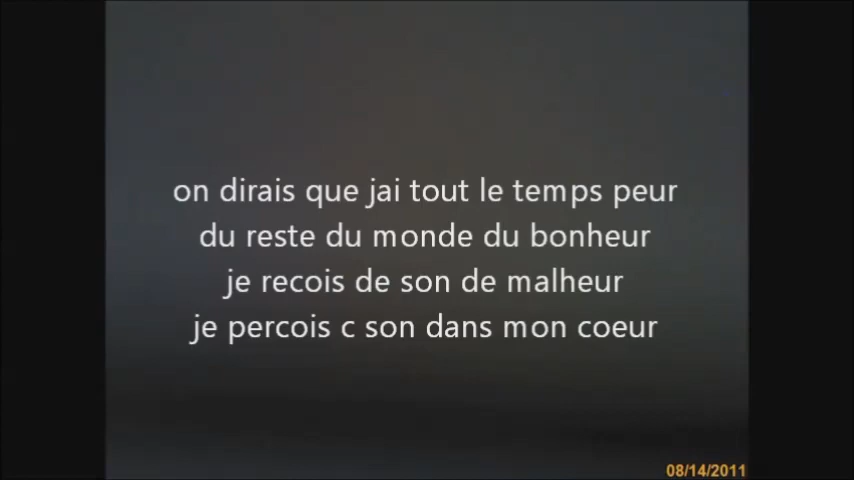 on dirais que jai tout le temps peur
du reste du monde du bonheur
je recois de son de malheur
je percois c son dans mon coeur
08/14/2011